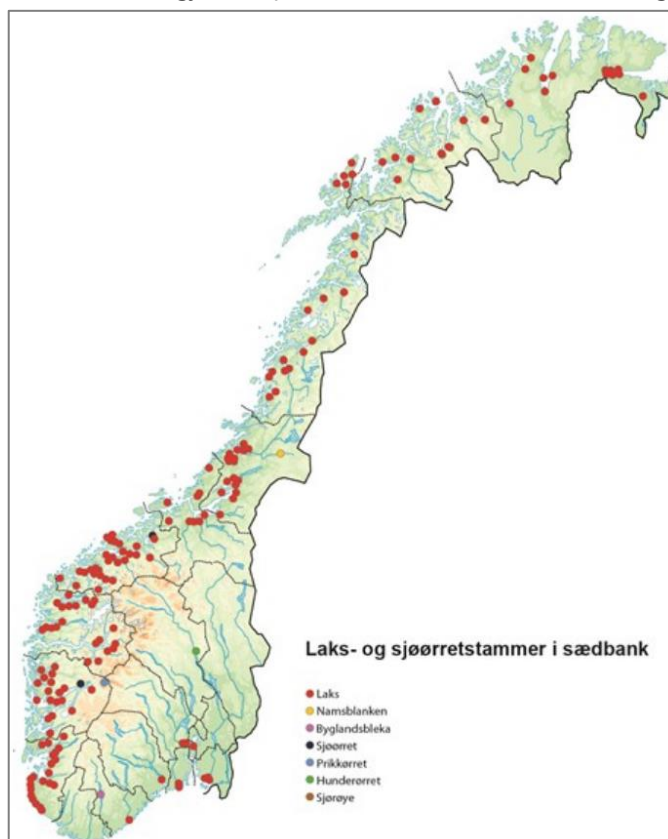 Laks- og sjøørretstammer i sædbank
Laks
Namsblanken
Byglandsbleka
Sjøørret
Prikkørret
Hunderørret
Sjørøye